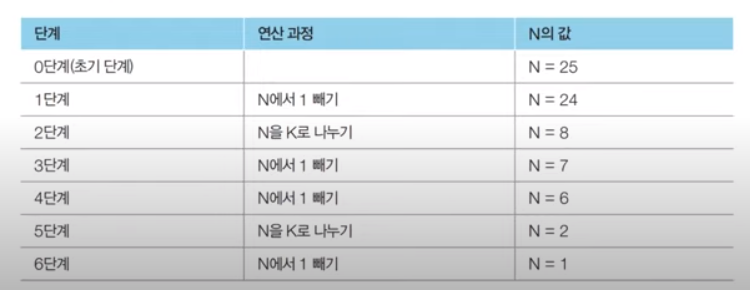 단계 연산 과정 N의 값
0단계(초기 단계) N = 25
1단계 N에서 1 빼기 N = 24
2단계 N을 K로 나누기 N = 8
3단계 N에서 1 빼기 N = 7
4단계 N에서 1 빼기 N = 6
5단계 N을 K로 나누기 N = 2
6단계 N에서 1 빼기 N = 1